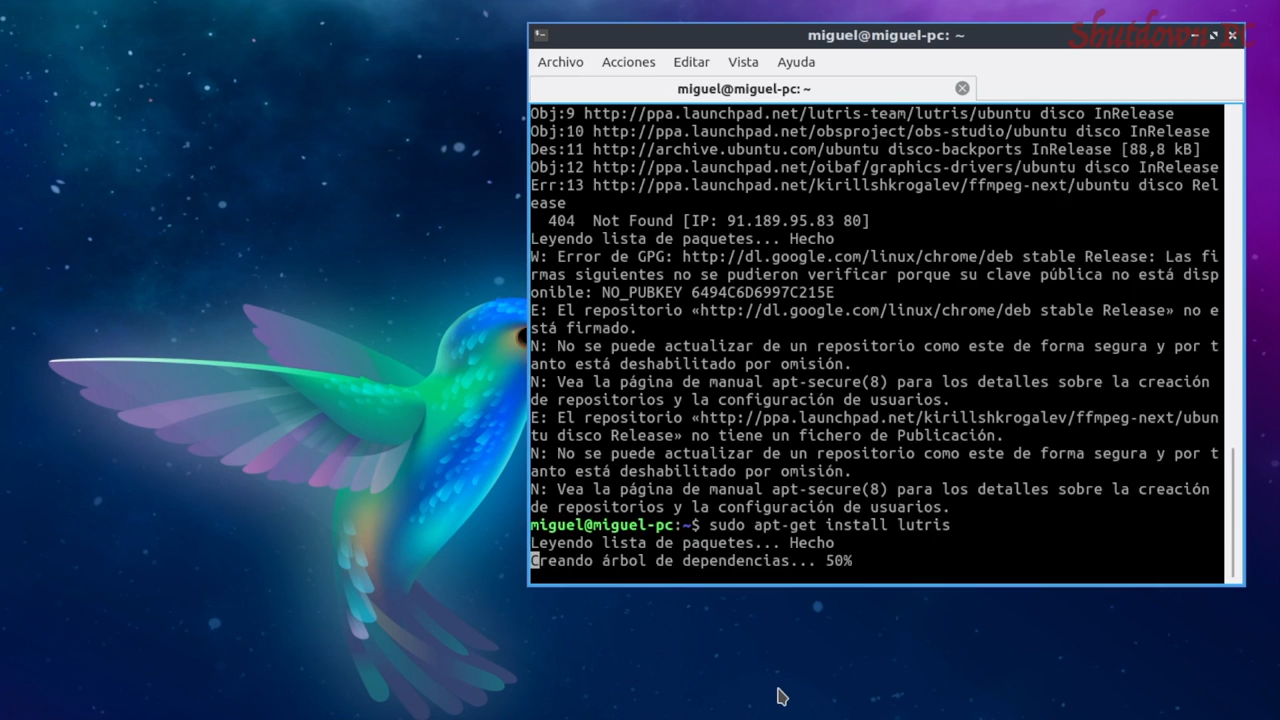 Shutdown PC
miguel@miguel-pc: ~
Archivo Acciones Editar Vista Ayuda
miguel@miguel-pc: ~
Obj:9 http://ppa.launchpad.net/lutris-team/lutris/ubuntu disco InRelease
Obj:10 http://ppa.launchpad.net/obsproject/obs-studio/ubuntu disco InRelease
Des:11 http://archive.ubuntu.com/ubuntu disco-backports InRelease [88,8 kB]
Obj:12 http://ppa.launchpad.net/oibaf/graphics-drivers/ubuntu disco InRelease
Err:13 http://ppa.launchpad.net/kirillshkrogalev/ffmpeg-next/ubuntu disco Rel
ease
404 Not Found [IP: 91.189.95.83 80]
Leyendo lista de paquetes... Hecho
W: Error de GPG: http://dl.google.com/linux/chrome/deb stable Release: Las fi
rmas siguientes no se pudieron verificar porque su clave pública no está disp
onible: NO_PUBKEY 6494C6D6997C215E
E: El repositorio «http://dl.google.com/linux/chrome/deb stable Release» no e
stá firmado.
N: No se puede actualizar de un repositorio como este de forma segura y por t
anto está deshabilitado por omisión.
N: Vea la página de manual apt-secure(8) para los detalles sobre la creación
de repositorios y la configuración de usuarios.
E: El repositorio «http://ppa.launchpad.net/kirillshkrogalev/ffmpeg-next/ubun
tu disco Release» no tiene un fichero de Publicación.
N: No se puede actualizar de un repositorio como este de forma segura y por t
anto está deshabilitado por omisión.
N: Vea la página de manual apt-secure(8) para los detalles sobre la creación
de repositorios y la configuración de usuarios.
miguel@miguel-pc:~$ sudo apt-get install lutris
Leyendo lista de paquetes... Hecho
Creando árbol de dependencias... 50%